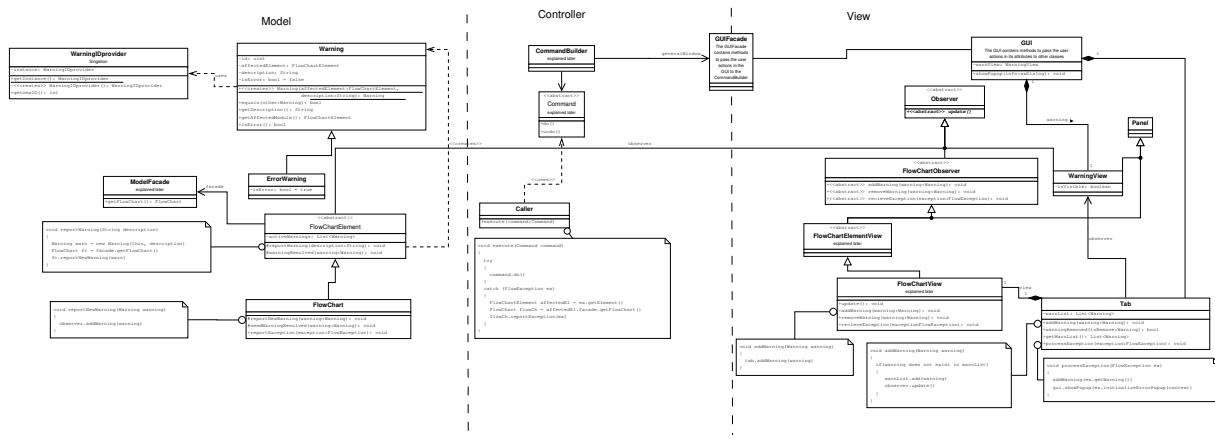 Model
Controller
View
WarningIDprovider
Singleton
-instance: WarningIDprovider
+getInstance(): WarningIDprovider
-<<creates>> WarningIDprovider(): WarningIDprovider
+getnewID(): int
uses
Warning
-id: uint
-affectedElement: FlowChartElement
-description: String
-isError: bool = False
+<<creates>> Warning(affectedElement:FlowChartElement,
description:String): Warning
+equals(other:Warning): bool
+getDescription(): String
+getAffectedModule(): FlowChartElement
+isError(): bool
<<creates>>
ErrorWarning
-isError: bool = true
ModelFacade
explained later
+getFlowChart(): FlowChart
facade
<<abstract>>
FlowChartElement
-activeWarnings: List<Warning>
#reportWarning(description:String): void
#warningResolved(warning:Warning): void
void reportWarning(String description)
{
Warning warn = new Warning(this, description)
FlowChart fc = facade.getFlowChart()
fc.reportNewWarning(warn)
}
FlowChart
+reportNewWarning(warning:Warning): void
+sendWarningResolved(warning:Warning): void
+reportException(exception:FlowException): void
void reportNewWarning(Warning warning)
{
observer.addWarning(warning)
}
CommandBuilder
explained later
generalWindow
<<abstract>>
Command
explained later
+do()
+undo()
<<uses>>
observer
Caller
+execute(command:Command)
void execute(Command command)
{
try
{
command.do()
}
catch (FlowException ex)
{
FlowChartElement affectedEl = ex.getElement()
FlowChart flowCh = affectedEl.facade.getFlowChart()
flowCh.reportException(ex)
}
}
GUIFacade
The GUIFacade
contains methods
to pass the user
actions in the
GUI to the
CommandBuilder
GUI
The GUI contains methods to pass the user
actions in its attributes to other classes
-warnView: WarningView
+showPopup(infoForDialog): void
1
1
warning
1
<<abstract>>
Observer
+<<abstract>> update()
Panel
WarningView
-isVisible: boolean
observer
<<abstract>>
FlowChartObserver
+<<abstract>> addWarning(warning:Warning): void
+<<abstract>> removeWarning(warning:Warning): void
+<<abstract>> recieveException(exception:FlowException): void
<<abstract>>
FlowChartElementView
explained later
FlowChartView
explained later
+update(): void
+addWarning(warning:Warning): void
+removeWarning(warning:Warning): void
+recieveException(exception:FlowException): void
1
view
1
Tab
-warnList: List<Warning>
+addWarning(warning:Warning): void
+warningRemoved(toRemove:Warning): bool
+getWarnList(): List<Warning>
+processException(exception:FlowException): void
void addWarning(Warning warning)
{
tab.addWarning(warning)
}
void addWarning(Warning warning)
{
if(warning does not exist in warnList)
{
warnList.add(warning)
observer.update()
}
}
void processException(FlowException ex)
{
addWarning(ex.getWarning())
gui.showPopup(ex.initializeErrorPopup(context)
}